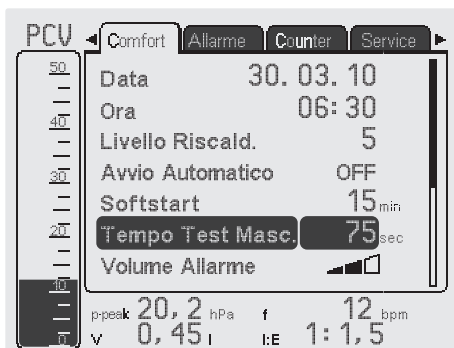 PCV
Comfort Allarme Counter Service
50
40
30
20
10
0
Data 30. 03. 10
Ora 06:30
Livello Riscald. 5
Avvio Automatico OFF
Softstart 15 min
Tempo Test Masc. 75 sec
Volume Allarme
p-peak 20,2 hPa f 12 bpm
V 0,45 l I:E 1:1,5